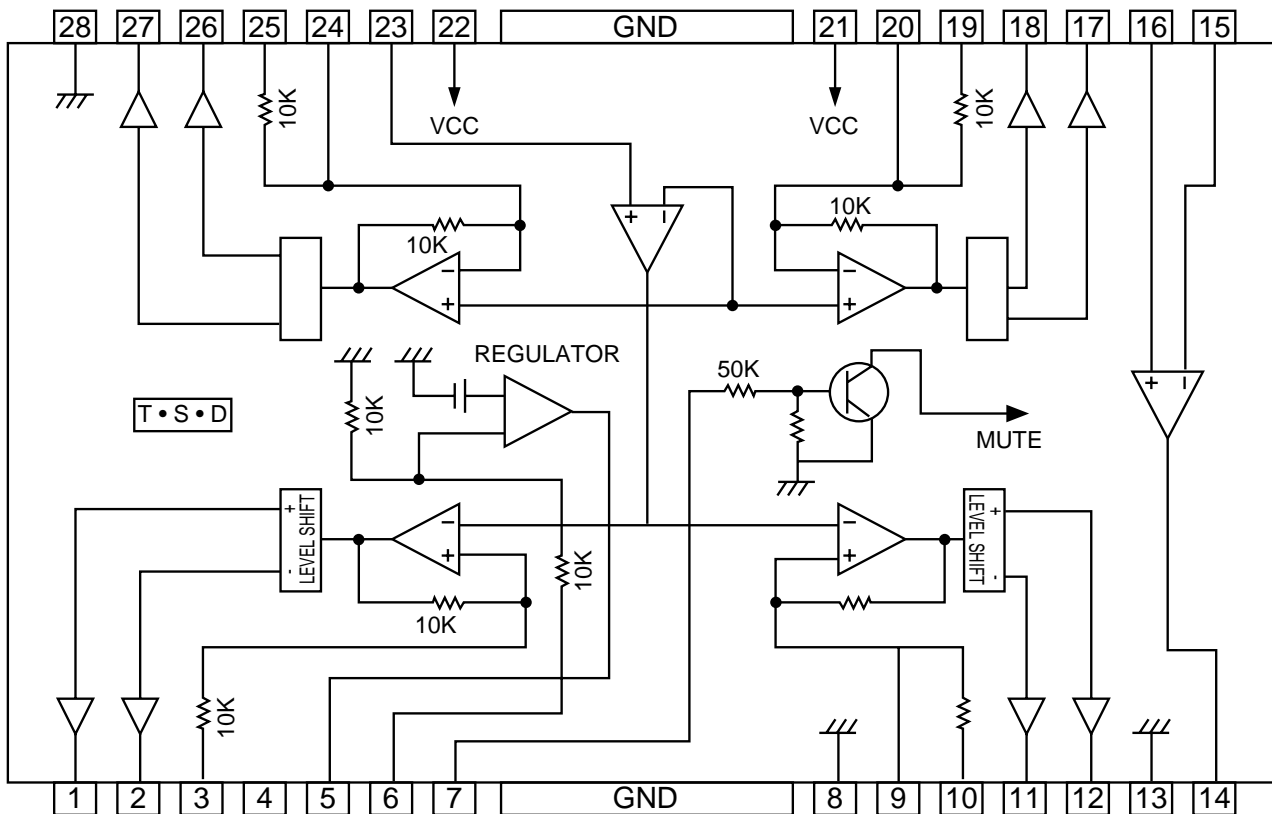 28 27 26 25 24 23 22 GND 21 20 19 18 17 16 15
10K
VCC
VCC
10K
10K
+ −
10K
−
+
−
+
REGULATOR
50K
+ −
T • S • D
10K
MUTE
+
LEVEL SHIFT
-
−
+
10K
−
+
+
LEVEL SHIFT
-
10K
10K
1 2 3 4 5 6 7 GND 8 9 10 11 12 13 14